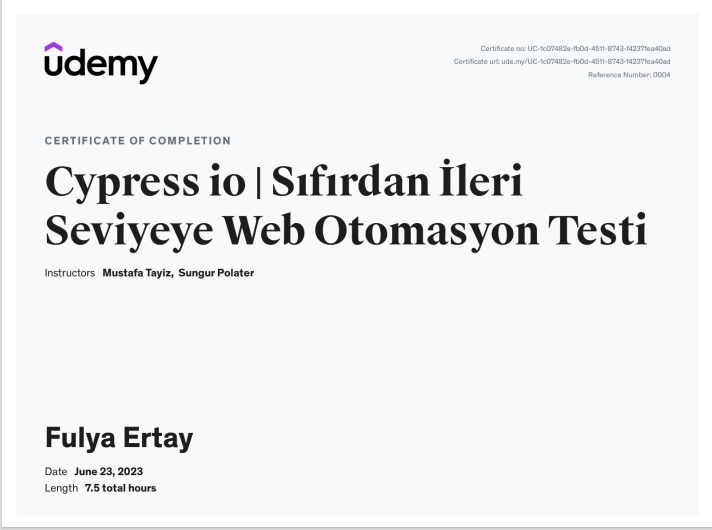 udemy
Certificate no: UC-1c07482e-fb0d-4511-8743-f4237fea40ad
Certificate url: ude.my/UC-1c07482e-fb0d-4511-8743-f4237fea40ad
Reference Number: 0004
CERTIFICATE OF COMPLETION
Cypress io | Sıfırdan İleri
Seviyeye Web Otomasyon Testi
Instructors Mustafa Tayiz, Sungur Polater
Fulya Ertay
Date June 23, 2023
Length 7.5 total hours